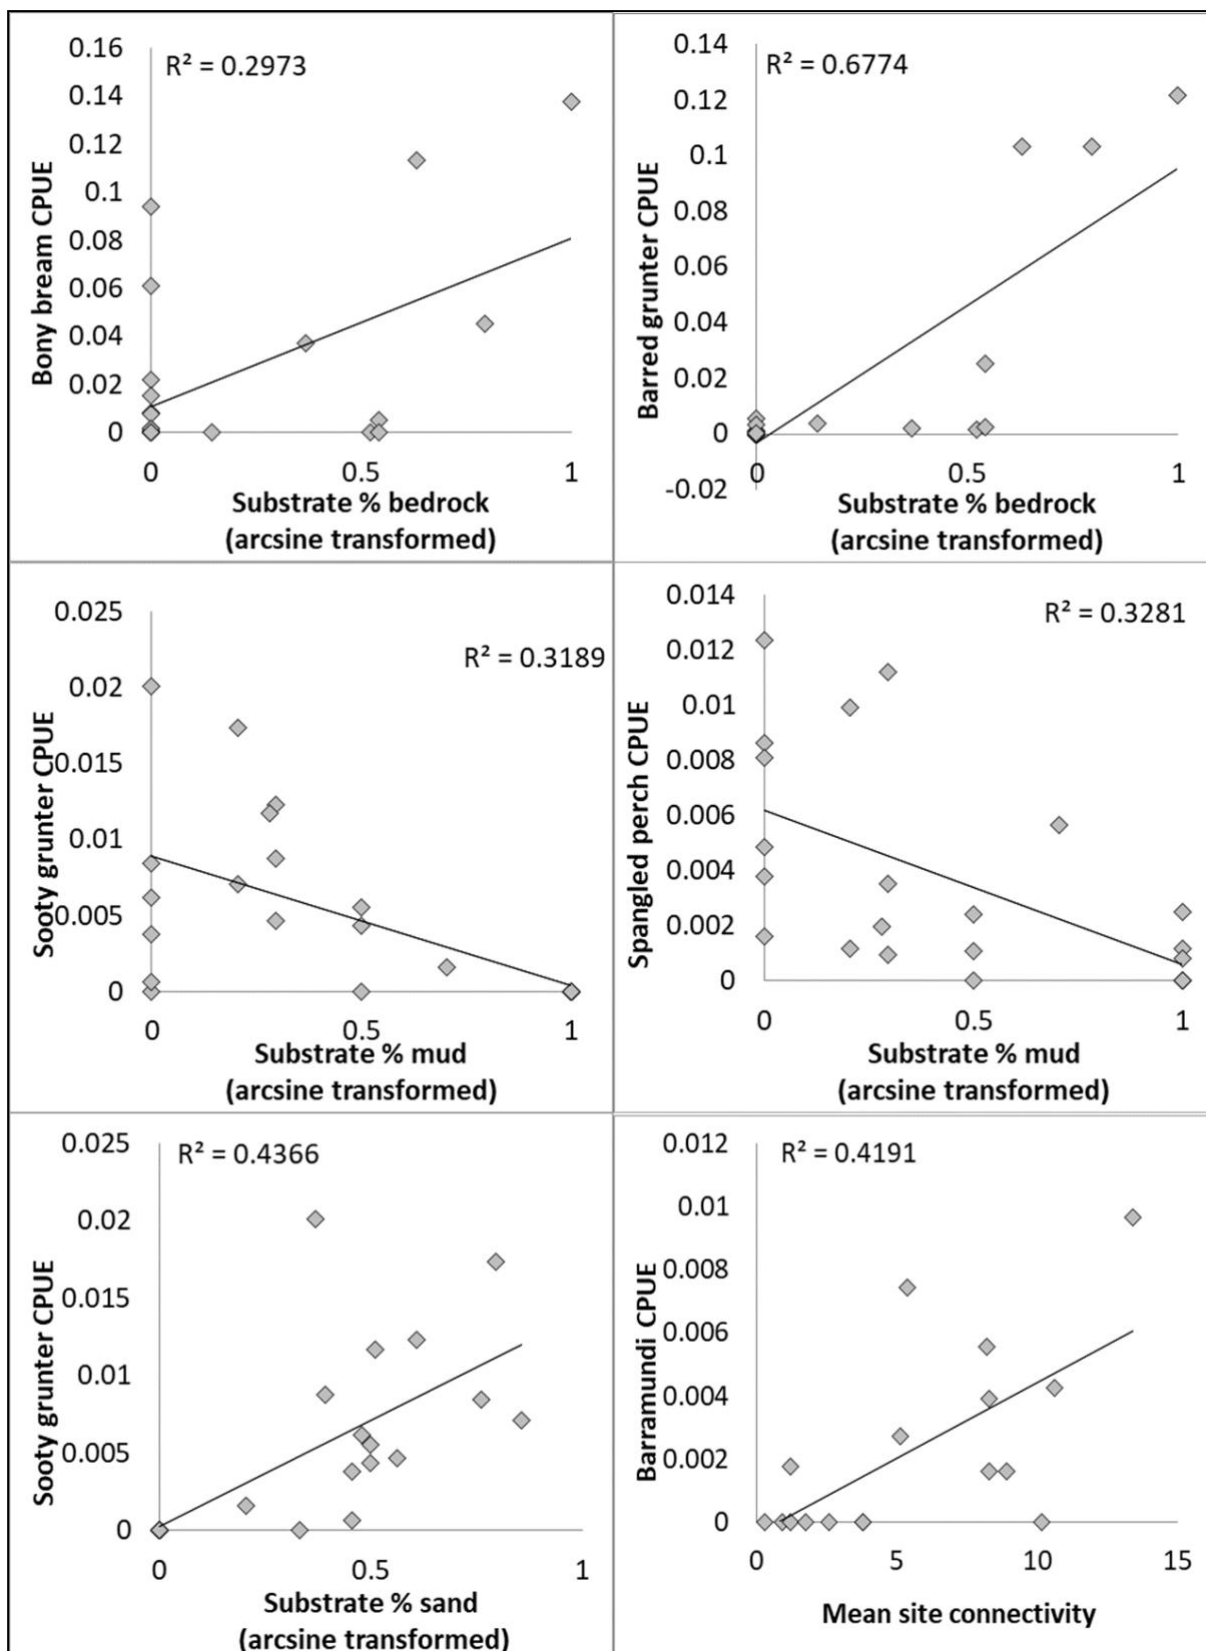 R² = 0.2973
0.16
0.14
0.12
0.1
0.08
0.06
0.04
0.02
0
Bony bream CPUE
0 0.5 1
Substrate % bedrock
(arcsine transformed)
R² = 0.6774
0.14
0.12
0.1
0.08
0.06
0.04
0.02
0
-0.02
Barred grunter CPUE
0 0.5 1
Substrate % bedrock
(arcsine transformed)
R² = 0.3189
0.025
0.02
0.015
0.01
0.005
0
Sooty grunter CPUE
0 0.5 1
Substrate % mud
(arcsine transformed)
R² = 0.3281
0.014
0.012
0.01
0.008
0.006
0.004
0.002
0
Spangled perch CPUE
0 0.5 1
Substrate % mud
(arcsine transformed)
R² = 0.4366
0.025
0.02
0.015
0.01
0.005
0
Sooty grunter CPUE
0 0.5 1
Substrate % sand
(arcsine transformed)
R² = 0.4191
0.012
0.01
0.008
0.006
0.004
0.002
0
Barramundi CPUE
0 5 10 15
Mean site connectivity